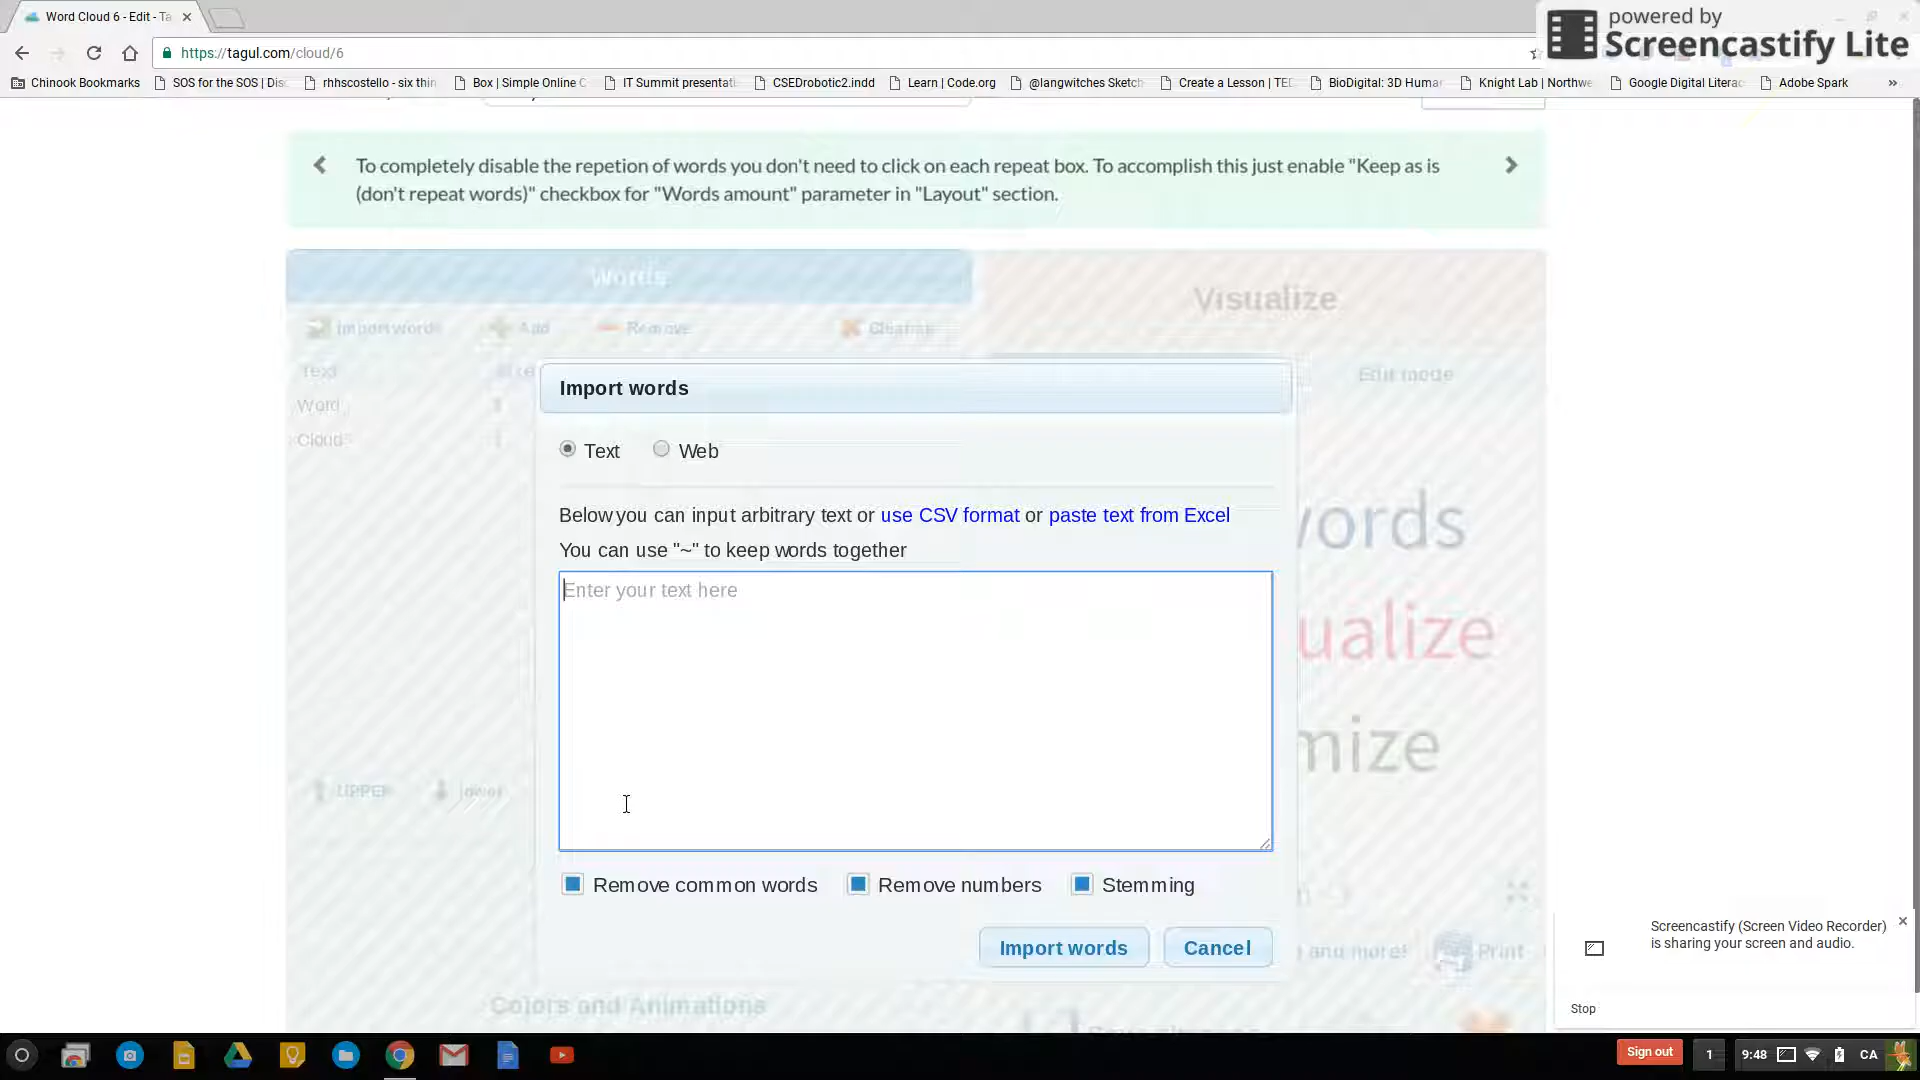 Word Cloud 6 - Edit - Ta
powered by
Screencastify Lite
https://tagul.com/cloud/6
Chinook Bookmarks
SOS for the SOS | Dis
rhhscostello - six thin
Box | Simple Online C
IT Summit presentati
CSEDrobotic2.indd
Learn | Code.org
@langwitches Sketch
Create a Lesson | TED
BioDigital: 3D Human
Knight Lab | Northwe
Google Digital Literac
Adobe Spark
To completely disable the repetion of words you don't need to click on each repeat box. To accomplish this just enable "Keep as is
(don't repeat words)" checkbox for "Words amount" parameter in "Layout" section.
Words
Visualize
Import words
Add
Remove
Clear up
Text
Size
Edit mode
Word
Cloud
Import words
Text
Web
Below you can input arbitrary text or use CSV format or paste text from Excel
You can use "~" to keep words together
Enter your text here
words
ualize
mize
UPPER
lower
Remove common words
Remove numbers
Stemming
Import words
Cancel
and more!
Print
Colors and Animations
Screencastify (Screen Video Recorder)
is sharing your screen and audio.
Stop
Sign out
1
9:48
CA